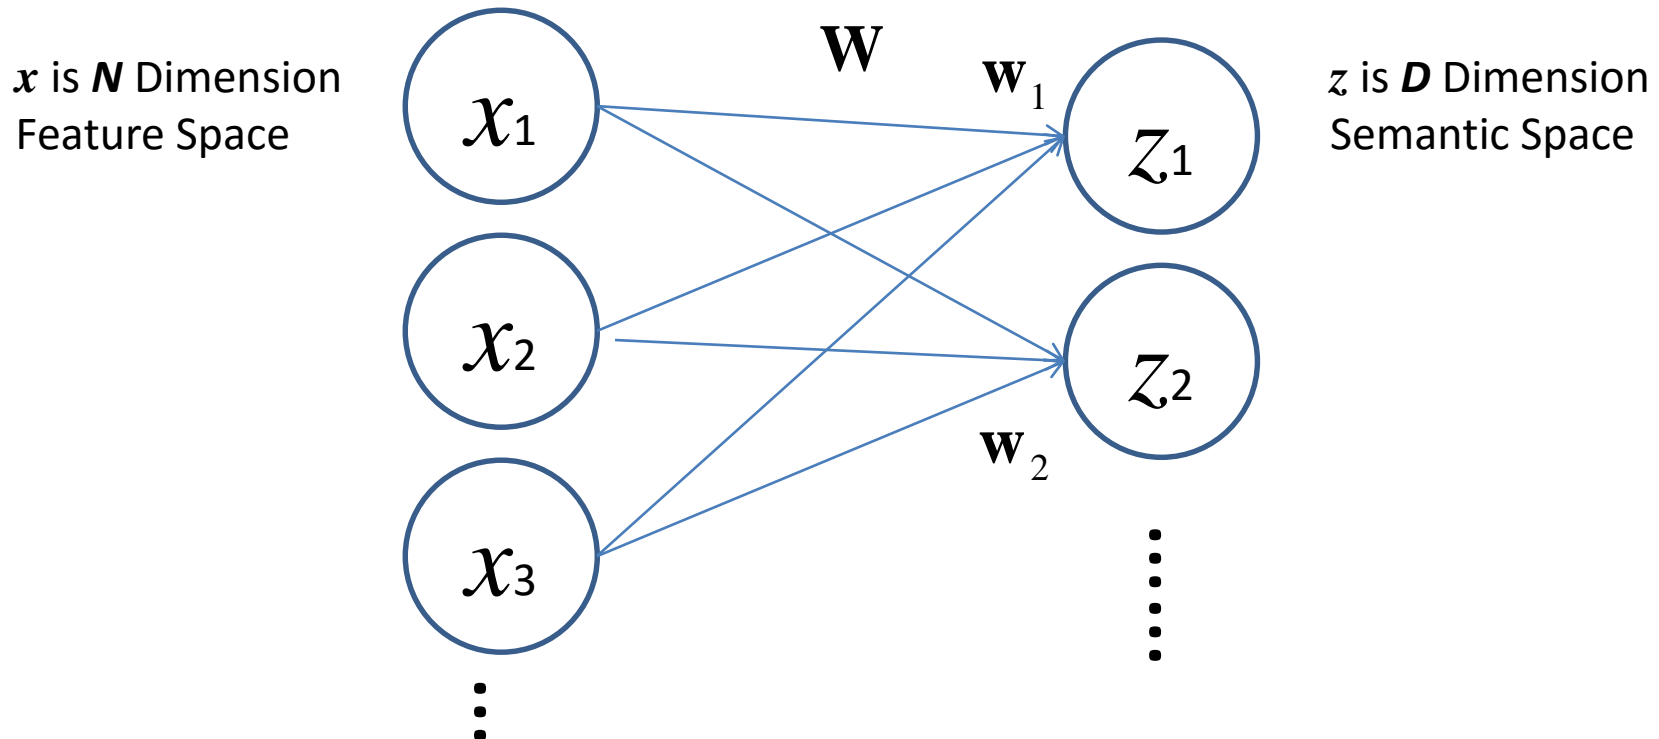 x is N Dimension
Feature Space
x1
x2
x3
W
w1
w2
z1
z2
z is D Dimension
Semantic Space